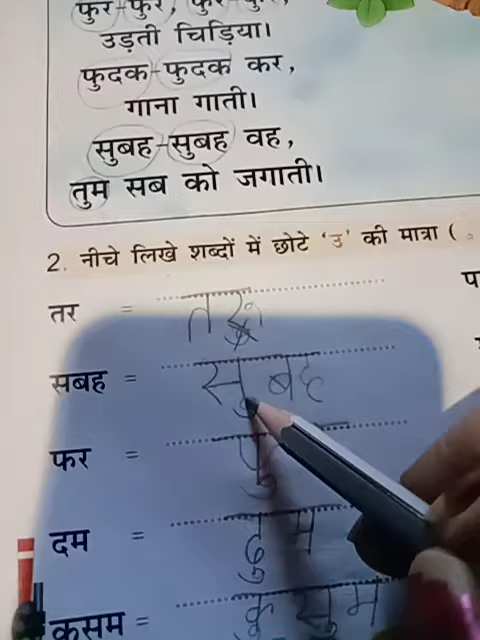 फुर-फुर, फुर-फुर,
उड़ती चिड़िया।
फुदक-फुदक कर,
गाना गाती।
सुबह-सुबह वह,
तुम सब को जगाती।
2. नीचे लिखे शब्दों में छोटे 'उ' की मात्रा (
तर =
सबह = सुबह
फर =
दम = दुम
कसम = कुसुम